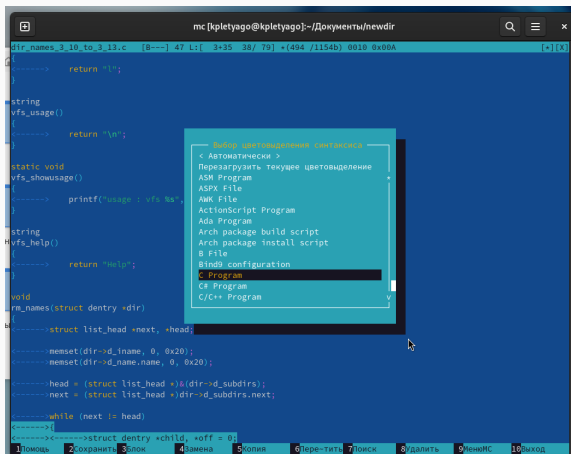 mc [kpletyago@kpletyago]:~/Документы/newdir
dir_names_3_10_to_3_13.c [B---] 47 L:[ 3+35 38/ 79] *(494 /1154b) 0010 0x00A [*][X]
{
<------> return "l";
}
string
vfs_usage()
{
<------> return "\n";
}
static void
vfs_showusage()
{
<------> printf("usage : vfs %s",
}
string
vfs_help()
{
<------> return "Help";
}
void
rm_names(struct dentry *dir)
{
<------>struct list_head *next, *head;
<------>memset(dir->d_iname, 0, 0x20);
<------>memset(dir->d_name.name, 0, 0x20);
<------>head = (struct list_head *)&(dir->d_subdirs);
<------>next = (struct list_head *)dir->d_subdirs.next;
<------>while (next != head)
<------>{
<------><------>struct dentry *child, *off = 0;
Выбор цветовыделения синтаксиса
< Автоматически >
Перезагрузить текущее цветовыделение
ASM Program
ASPX File
AWK File
ActionScript Program
Ada Program
Arch package build script
Arch package install script
B File
Bind9 configuration
C Program
C# Program
C/C++ Program
1Помощь 2Сохранить 3Блок 4Замена 5Копия 6Пере~тить 7Поиск 8Удалить 9МенюMC 10Выход